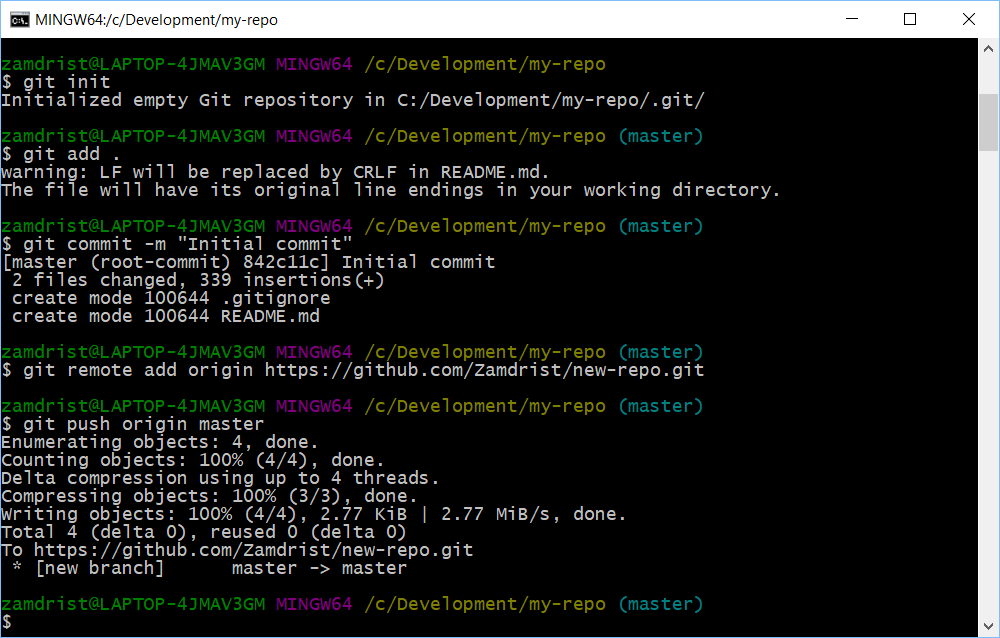 MINGW64:/c/Development/my-repo
zamdrist@LAPTOP-4JMAV3GM MINGW64 /c/Development/my-repo
$ git init
Initialized empty Git repository in C:/Development/my-repo/.git/
zamdrist@LAPTOP-4JMAV3GM MINGW64 /c/Development/my-repo (master)
$ git add .
warning: LF will be replaced by CRLF in README.md.
The file will have its original line endings in your working directory.
zamdrist@LAPTOP-4JMAV3GM MINGW64 /c/Development/my-repo (master)
$ git commit -m "Initial commit"
[master (root-commit) 842c11c] Initial commit
 2 files changed, 339 insertions(+)
 create mode 100644 .gitignore
 create mode 100644 README.md
zamdrist@LAPTOP-4JMAV3GM MINGW64 /c/Development/my-repo (master)
$ git remote add origin https://github.com/Zamdrist/new-repo.git
zamdrist@LAPTOP-4JMAV3GM MINGW64 /c/Development/my-repo (master)
$ git push origin master
Enumerating objects: 4, done.
Counting objects: 100% (4/4), done.
Delta compression using up to 4 threads.
Compressing objects: 100% (3/3), done.
Writing objects: 100% (4/4), 2.77 KiB | 2.77 MiB/s, done.
Total 4 (delta 0), reused 0 (delta 0)
To https://github.com/Zamdrist/new-repo.git
 * [new branch]      master -> master
zamdrist@LAPTOP-4JMAV3GM MINGW64 /c/Development/my-repo (master)
$